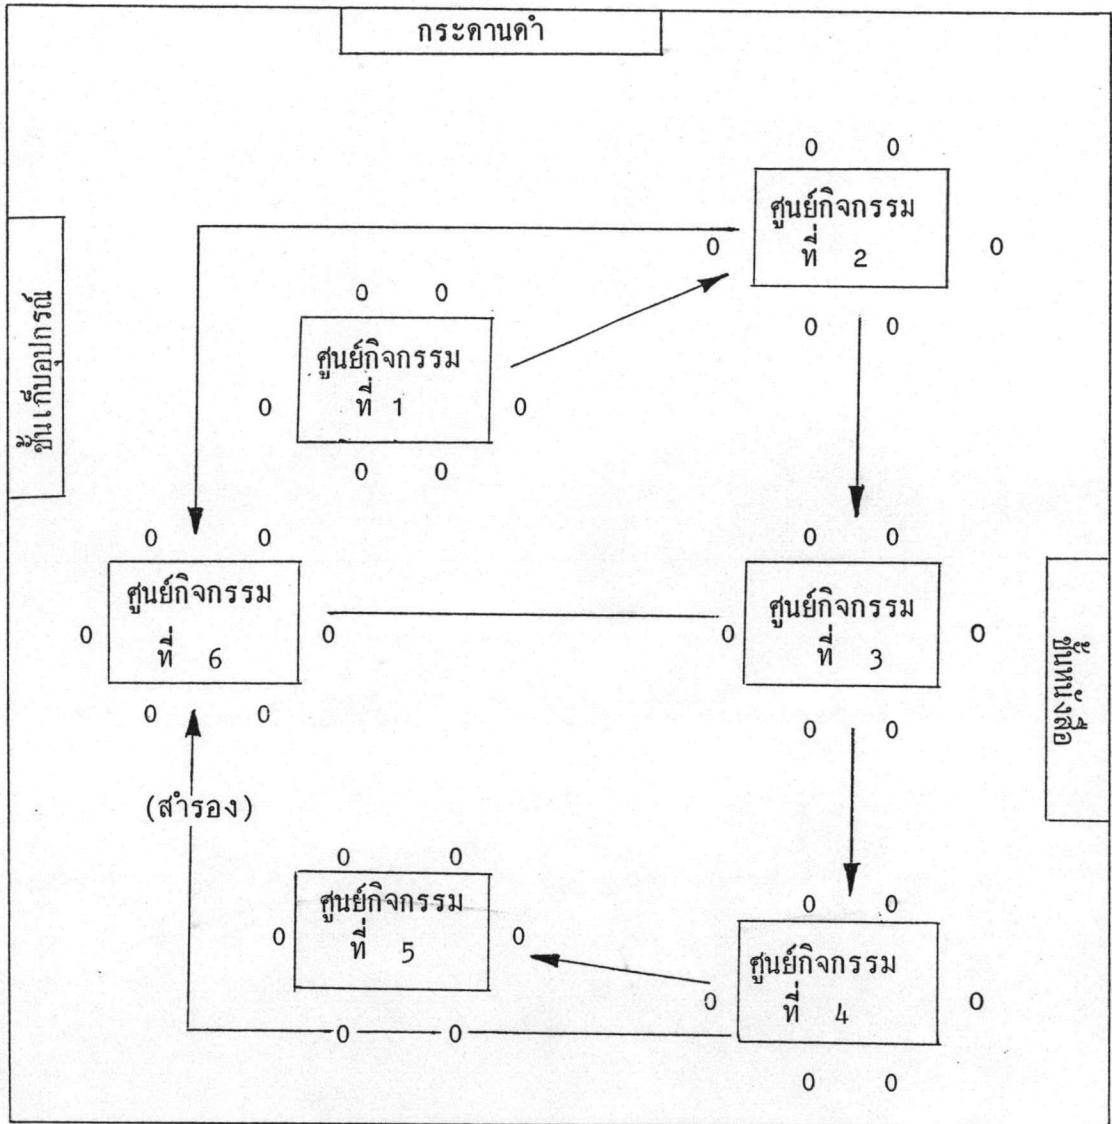 กระดานดำ
O O
ศูนย์กิจกรรม
ที่ 2
O O
O O
ชั้นเก็บอุปกรณ์
O O
ศูนย์กิจกรรม
ที่ 1
O O
O O
O O
ศูนย์กิจกรรม
ที่ 6
O O
O O
O O
ศูนย์กิจกรรม
ที่ 3
O O
O O
ชั้นหนังสือ
(สำรอง)
O O
ศูนย์กิจกรรม
ที่ 5
O O
O O
O O
ศูนย์กิจกรรม
ที่ 4
O O
O O